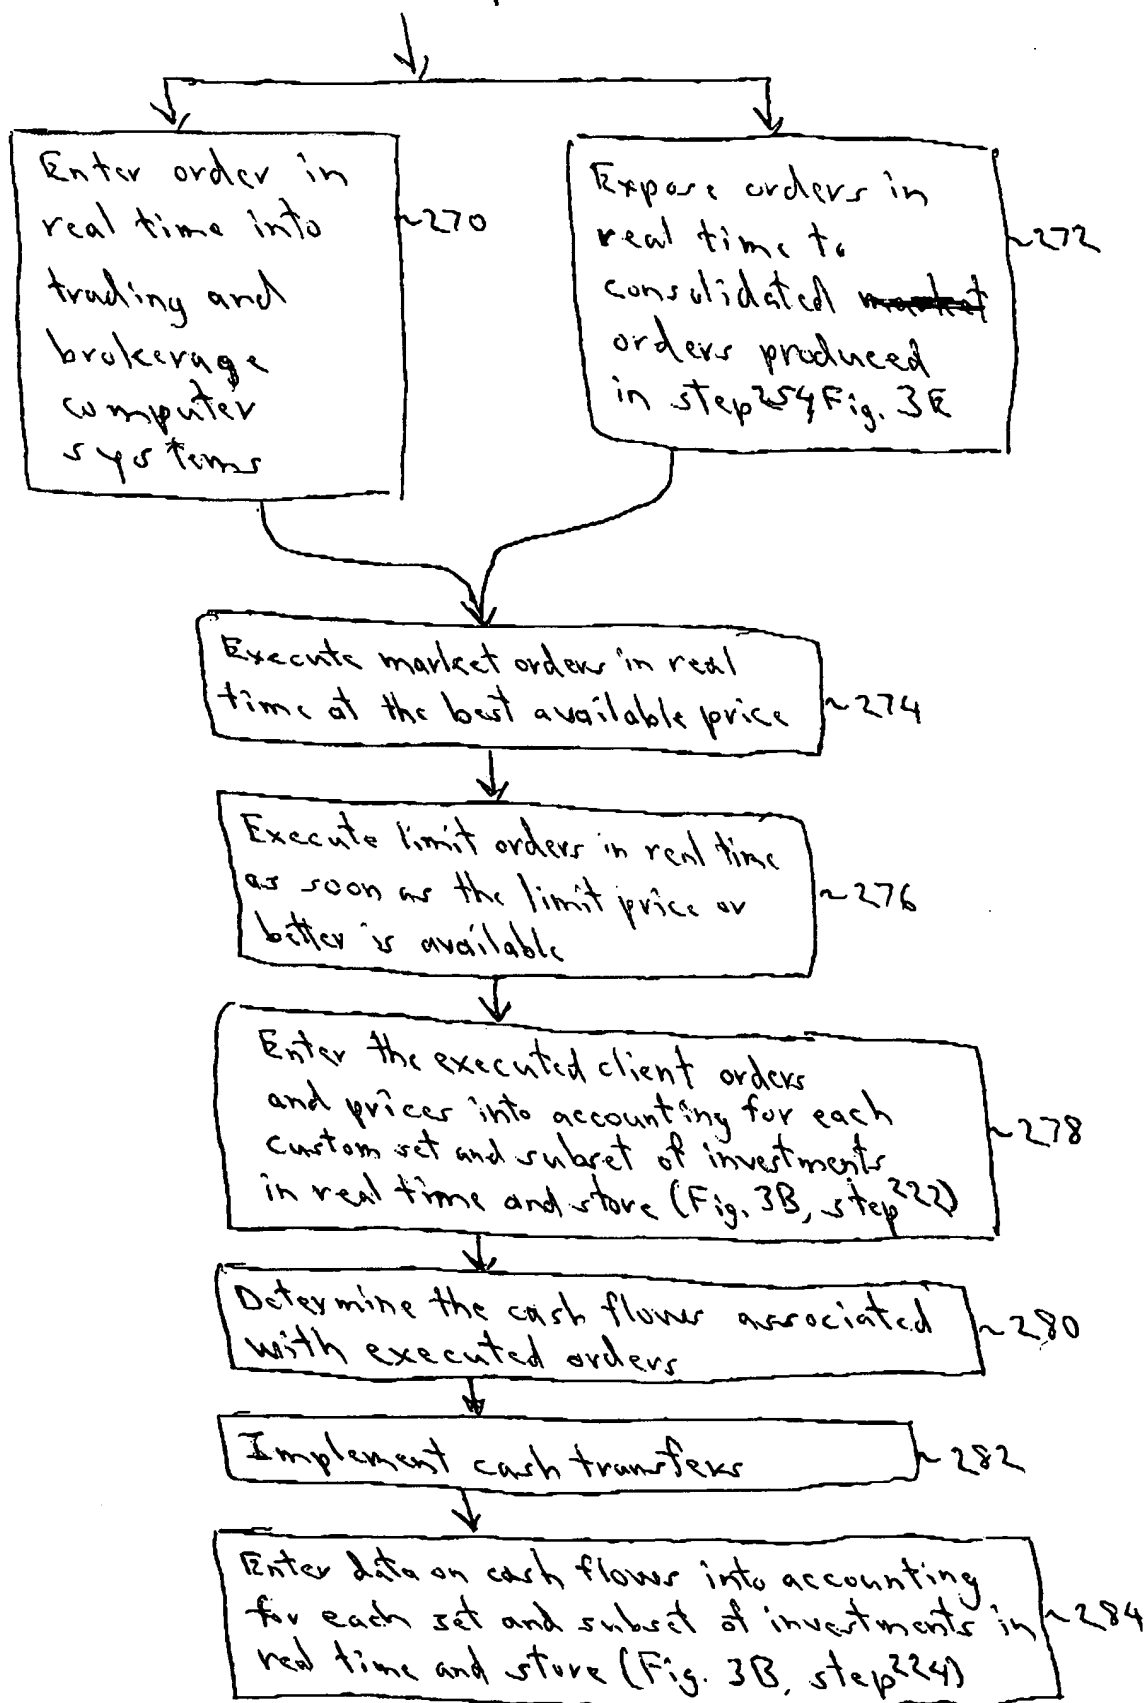 Enter order in
real time into
trading and
brokerage
computer
systems
~270
Expose orders in
real time to
consolidated market
orders produced
in step 254, Fig. 3E
~272
Execute market orders in real
time at the best available price
~274
Execute limit orders in real time
as soon as the limit price or
better is available
~276
Enter the executed client orders
and prices into accounting for each
custom set and subset of investments
in real time and store (Fig. 3B, step 222)
~278
Determine the cash flows associated
with executed orders
~280
Implement cash transfers
~282
Enter data on cash flows into accounting
for each set and subset of investments in
real time and store (Fig. 3B, step 224)
~284